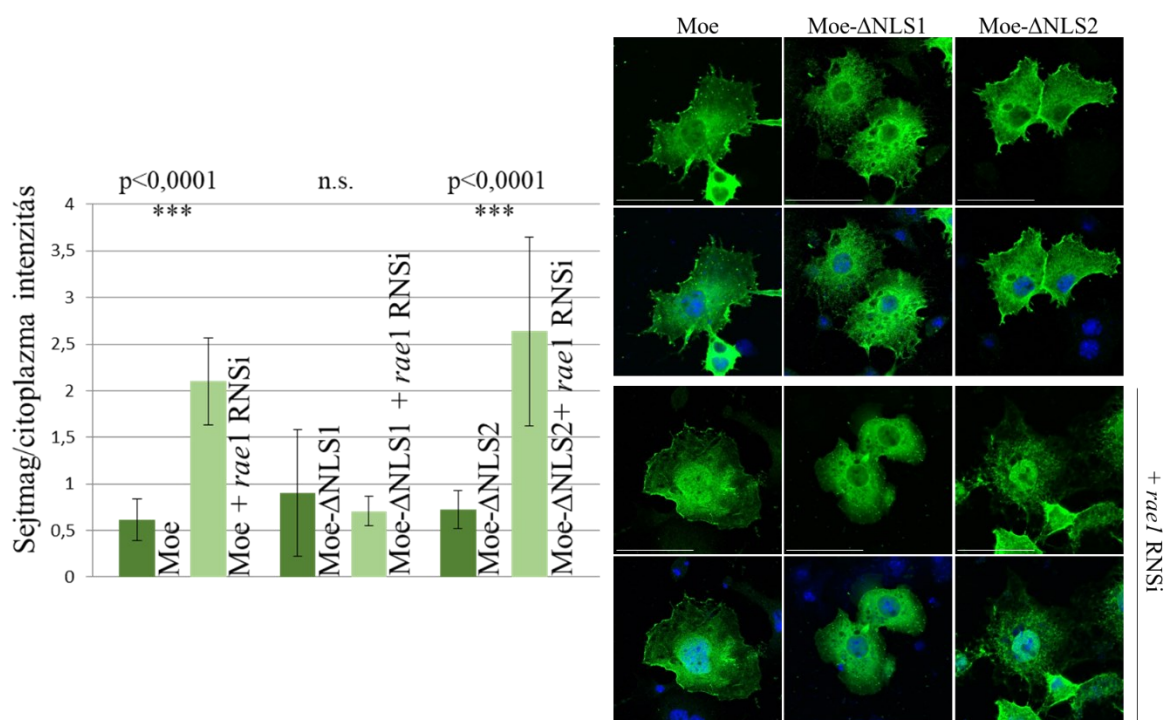 Moe
Moe-ΔNLS1
Moe-ΔNLS2
p<0,0001
n.s.
p<0,0001
***
***
Sejtmag/citoplazma intenzitás
4
3,5
3
2,5
2
1,5
1
0,5
0
Moe
Moe + rae1 RNSi
Moe-ΔNLS1
Moe-ΔNLS1 + rae1 RNSi
Moe-ΔNLS2
Moe-ΔNLS2+ rae1 RNSi
+ rae1 RNSi